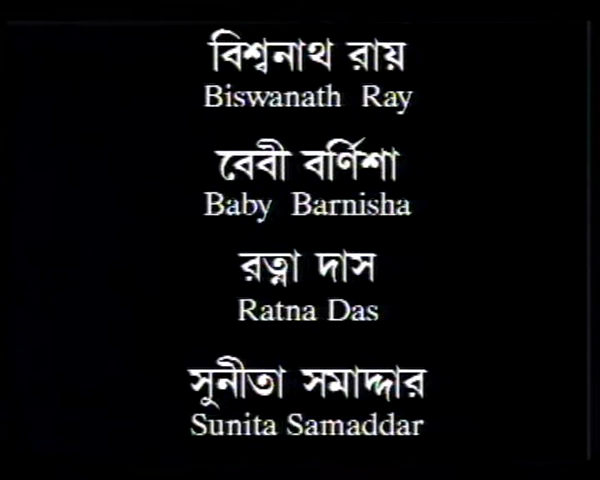 বিশ্বনাথ রায়
Biswanath Ray
বেবী বর্ণিশা
Baby Barnisha
রত্না দাস
Ratna Das
সুনীতা সমাদ্দার
Sunita Samaddar